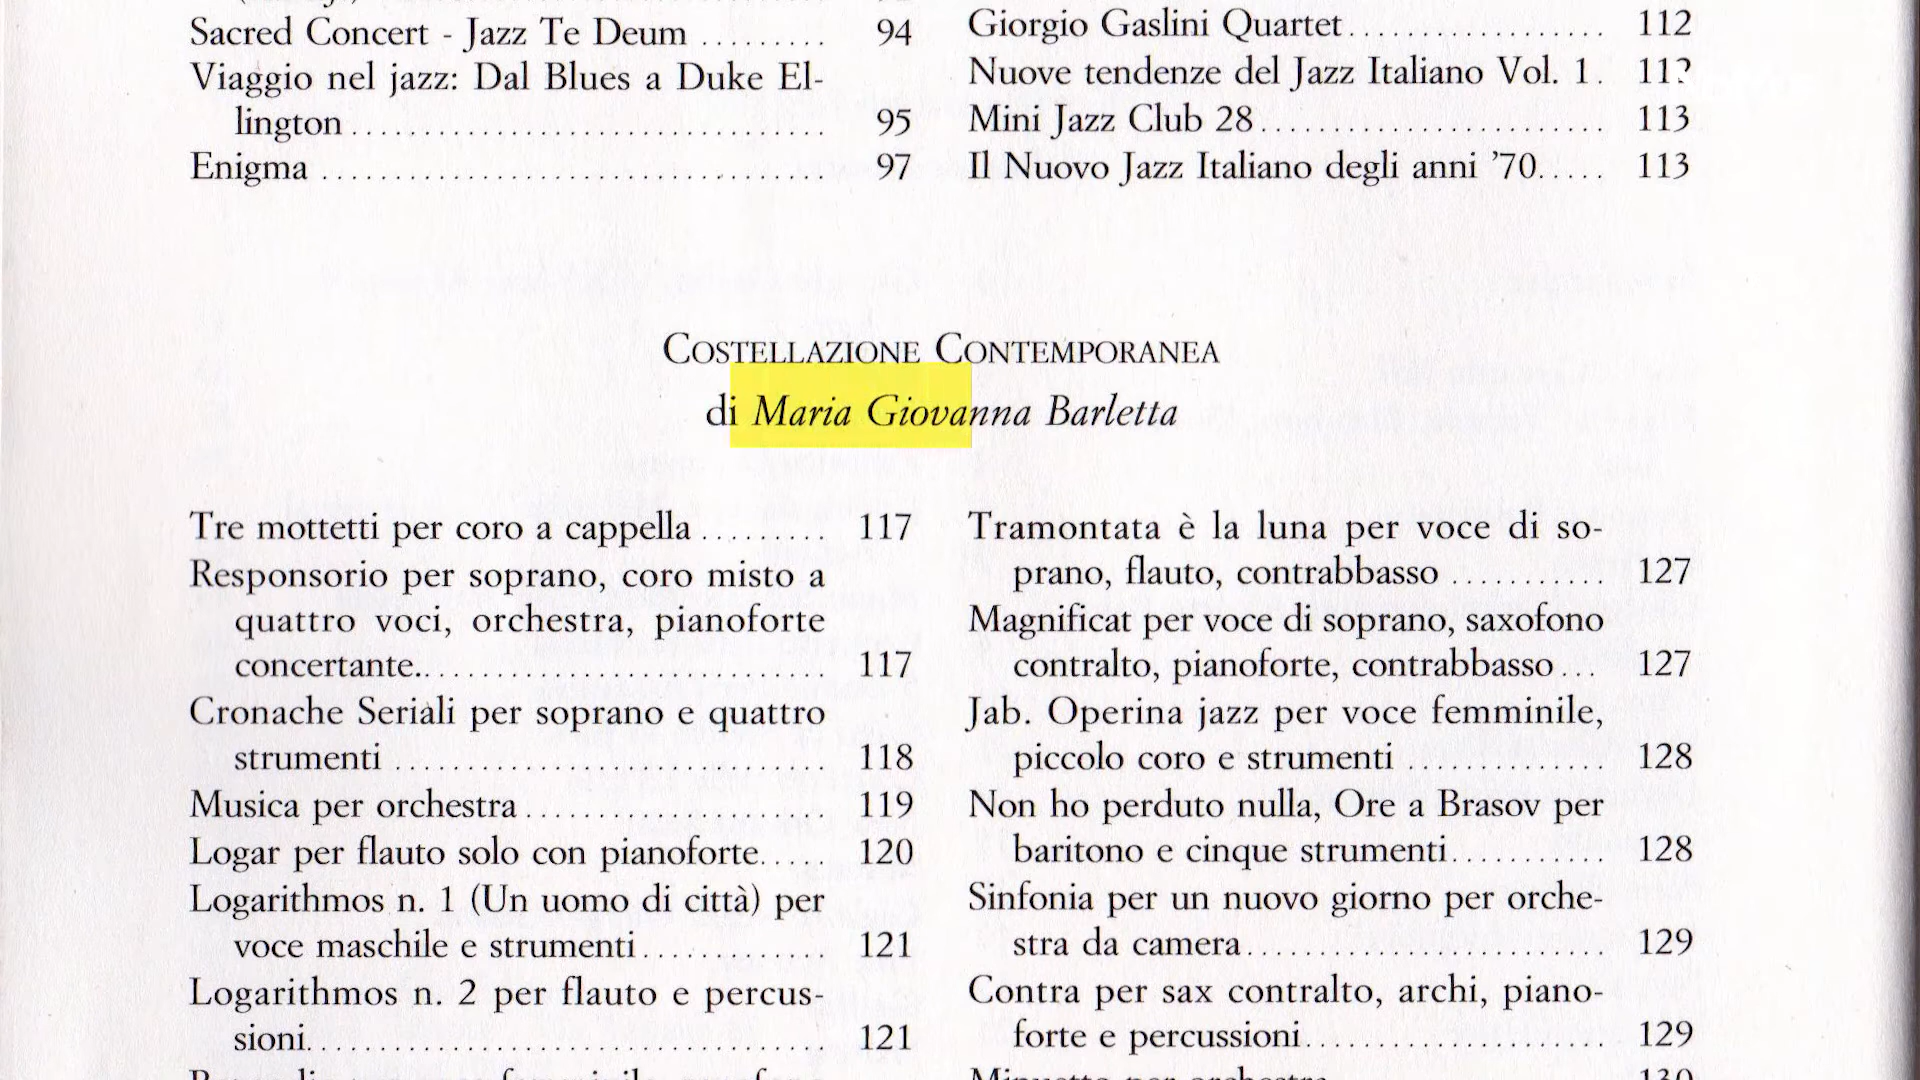 Sacred Concert - Jazz Te Deum ......... 94
Viaggio nel jazz: Dal Blues a Duke El-
lington ................................. 95
Enigma ................................... 97
Giorgio Gaslini Quartet.................. 112
Nuove tendenze del Jazz Italiano Vol. 1.
Mini Jazz Club 28........................ 113
Il Nuovo Jazz Italiano degli anni ’70..... 113
COSTELLAZIONE CONTEMPORANEA
di Maria Giovanna Barletta
Tre mottetti per coro a cappella ......... 117
Responsorio per soprano, coro misto a
quattro voci, orchestra, pianoforte
concertante.............................. 117
Cronache Seriali per soprano e quattro
strumenti .............................. 118
Musica per orchestra ..................... 119
Logar per flauto solo con pianoforte..... 120
Logarithmos n. 1 (Un uomo di città) per
voce maschile e strumenti ............. 121
Logarithmos n. 2 per flauto e percus-
sioni.................................... 121
Tramontata è la luna per voce di so-
prano, flauto, contrabbasso ........... 127
Magnificat per voce di soprano, saxofono
contralto, pianoforte, contrabbasso ... 127
Jab. Operina jazz per voce femminile,
piccolo coro e strumenti .............. 128
Non ho perduto nulla, Ore a Brasov per
baritono e cinque strumenti........... 128
Sinfonia per un nuovo giorno per orche-
stra da camera......................... 129
Contra per sax contralto, archi, piano-
forte e percussioni..................... 129